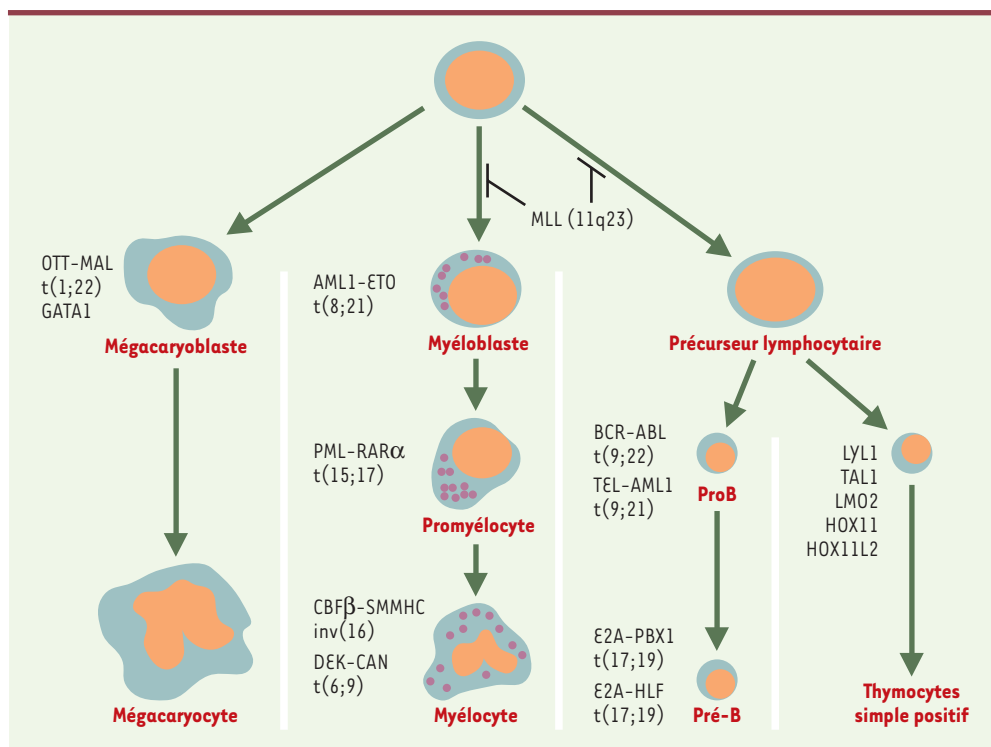 MLL (11q23)
OTT-MAL
t(1;22)
GATA1
Mégacaryoblaste
Mégacaryocyte
AML1-ETO
t(8;21)
Myéloblaste
PML-RARα
t(15;17)
Promyélocyte
CBFβ-SMMHC
inv(16)
DEK-CAN
t(6;9)
Myélocyte
Précurseur lymphocytaire
BCR-ABL
t(9;22)
TEL-AML1
t(9;21)
ProB
E2A-PBX1
t(17;19)
E2A-HLF
t(17;19)
Pré-B
LYL1
TAL1
LMO2
HOX11
HOX11L2
Thymocytes
simple positif